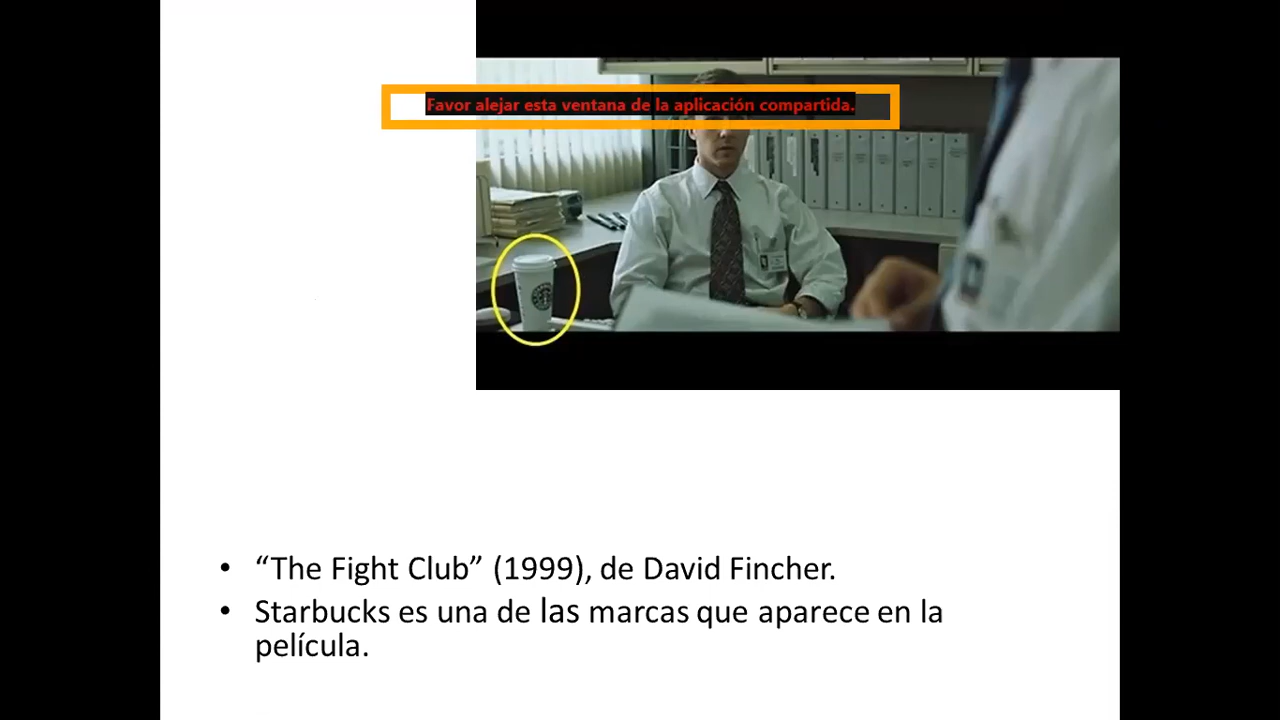 Favor alejar esta ventana de la aplicación compartida.
• “The Fight Club” (1999), de David Fincher.
• Starbucks es una de las marcas que aparece en la
película.